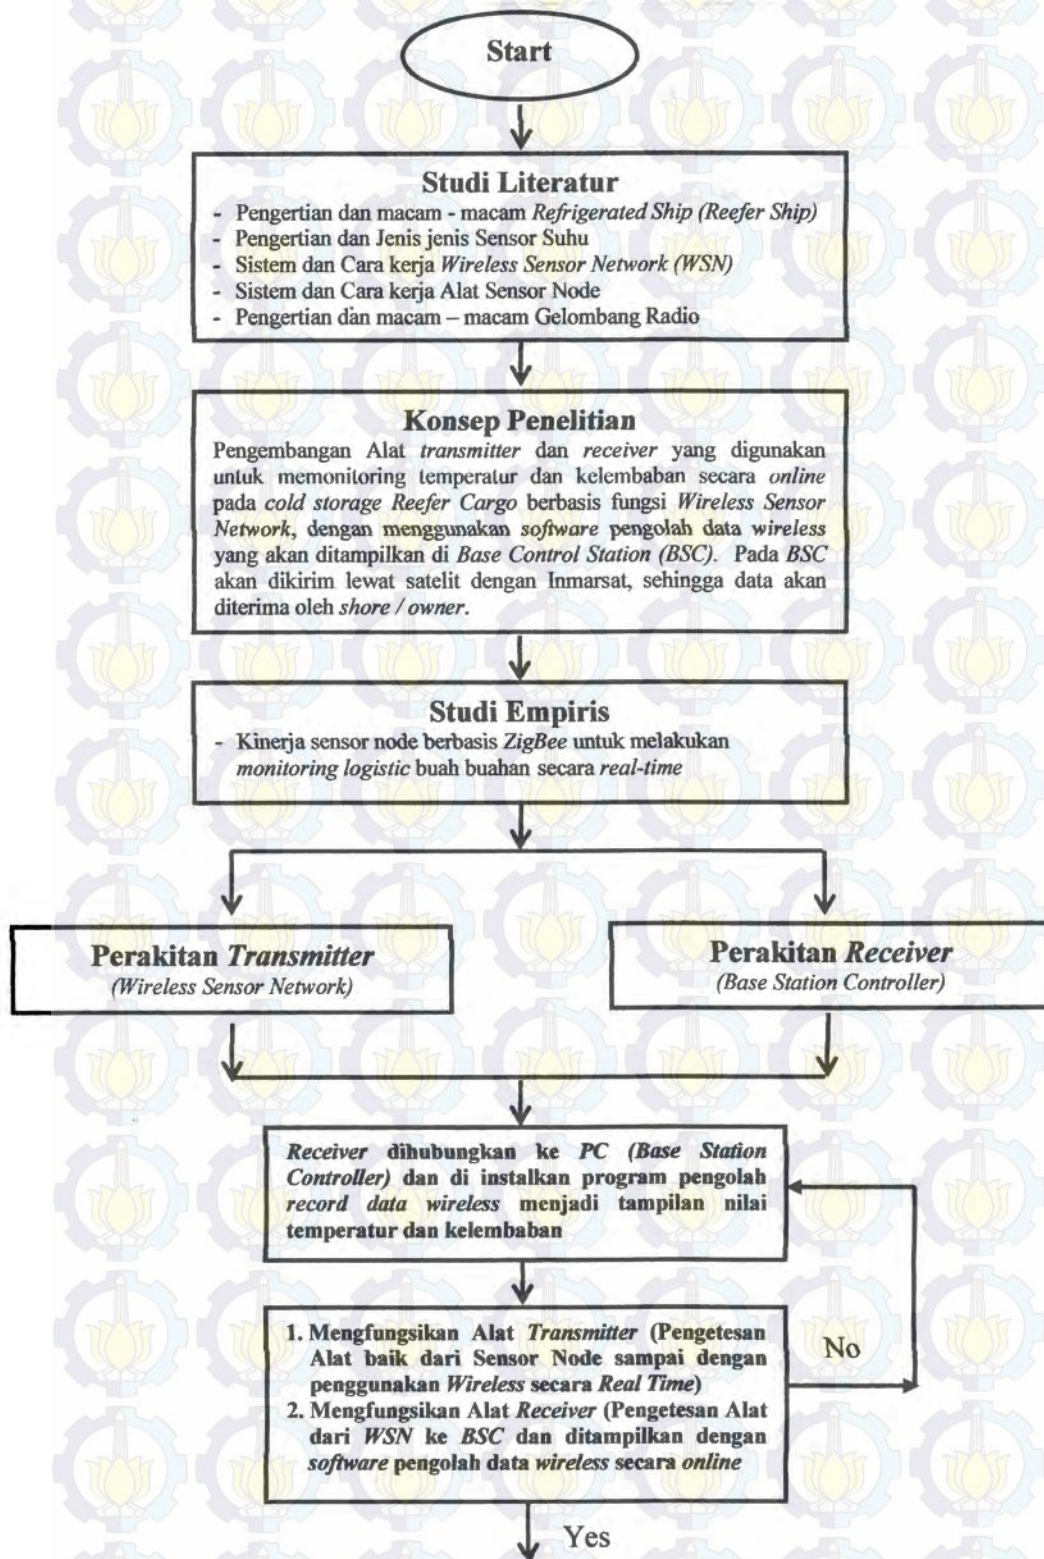 Start
Studi Literatur
- Pengertian dan macam - macam Refrigerated Ship (Reefer Ship)
- Pengertian dan Jenis jenis Sensor Suhu
- Sistem dan Cara kerja Wireless Sensor Network (WSN)
- Sistem dan Cara kerja Alat Sensor Node
- Pengertian dan macam – macam Gelombang Radio
Konsep Penelitian
Pengembangan Alat transmitter dan receiver yang digunakan
untuk memonitoring temperatur dan kelembaban secara online
pada cold storage Reefer Cargo berbasis fungsi Wireless Sensor
Network, dengan menggunakan software pengolah data wireless
yang akan ditampilkan di Base Control Station (BSC). Pada BSC
akan dikirim lewat satelit dengan Inmarsat, sehingga data akan
diterima oleh shore / owner.
Studi Empiris
- Kinerja sensor node berbasis ZigBee untuk melakukan
monitoring logistic buah buahan secara real-time
Perakitan Transmitter
(Wireless Sensor Network)
Perakitan Receiver
(Base Station Controller)
Receiver dihubungkan ke PC (Base Station
Controller) dan di instalkan program pengolah
record data wireless menjadi tampilan nilai
temperatur dan kelembaban
1. Mengfungsikan Alat Transmitter (Pengetesan
Alat baik dari Sensor Node sampai dengan
penggunakan Wireless secara Real Time)
2. Mengfungsikan Alat Receiver (Pengetesan Alat
dari WSN ke BSC dan ditampilkan dengan
software pengolah data wireless secara online
No
Yes